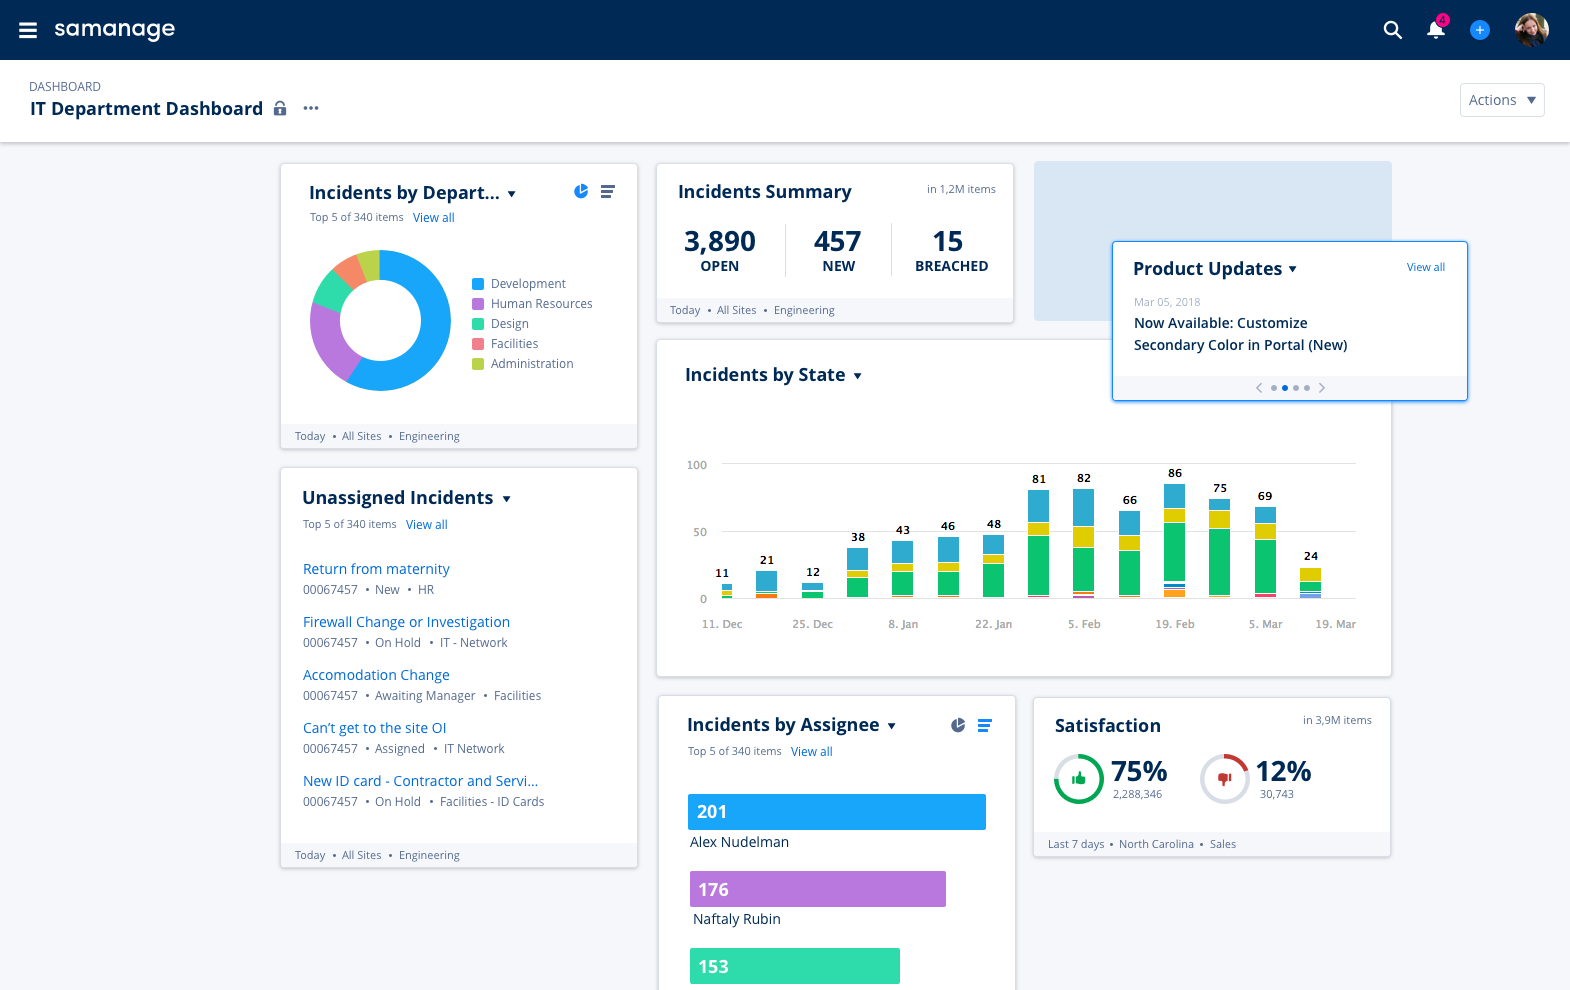 samanage
4
DASHBOARD
IT Department Dashboard
Actions
Incidents by Depart...
Top 5 of 340 items View all
Development
Human Resources
Design
Facilities
Administration
Today • All Sites • Engineering
Incidents Summary
in 1,2M items
3,890 457 15
OPEN NEW BREACHED
Today • All Sites • Engineering
Product Updates
View all
Mar 05, 2018
Now Available: Customize
Secondary Color in Portal (New)
Incidents by State
100
50
0
11 21 12 38 43 46 48 81 82 66 86 75 69 24
11. Dec 25. Dec 8. Jan 22. Jan 5. Feb 19. Feb 5. Mar 19. Mar
Unassigned Incidents
Top 5 of 340 items View all
Return from maternity
00067457 • New • HR
Firewall Change or Investigation
00067457 • On Hold • IT - Network
Accomodation Change
00067457 • Awaiting Manager • Facilities
Can't get to the site OI
00067457 • Assigned • IT Network
New ID card - Contractor and Servi...
00067457 • On Hold • Facilities - ID Cards
Today • All Sites • Engineering
Incidents by Assignee
Top 5 of 340 items View all
201
Alex Nudelman
176
Naftaly Rubin
153
Satisfaction
in 3,9M items
75% 12%
2,288,346 30,743
Last 7 days • North Carolina • Sales